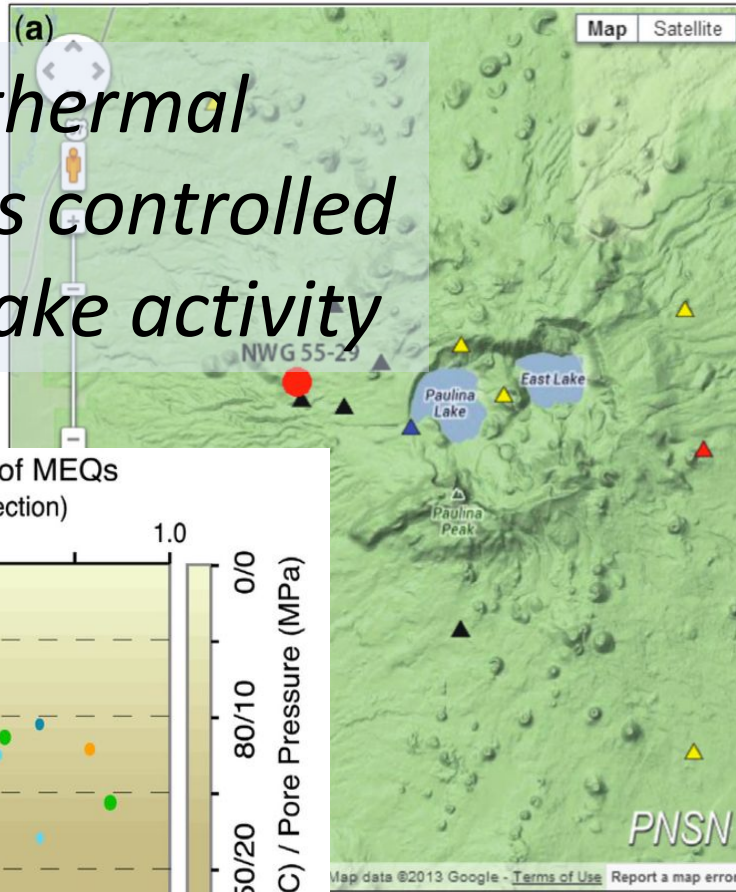 (a)
Map Satellite
thermal
s controlled
ake activity
NWG 55-29
East Lake
Paulina
Lake
Paulina
Peak
of MEQs
ection)
1.0
0/0
80/10
50/20
C) / Pore Pressure (MPa)
PNSN
Map data ©2013 Google - Terms of Use Report a map error